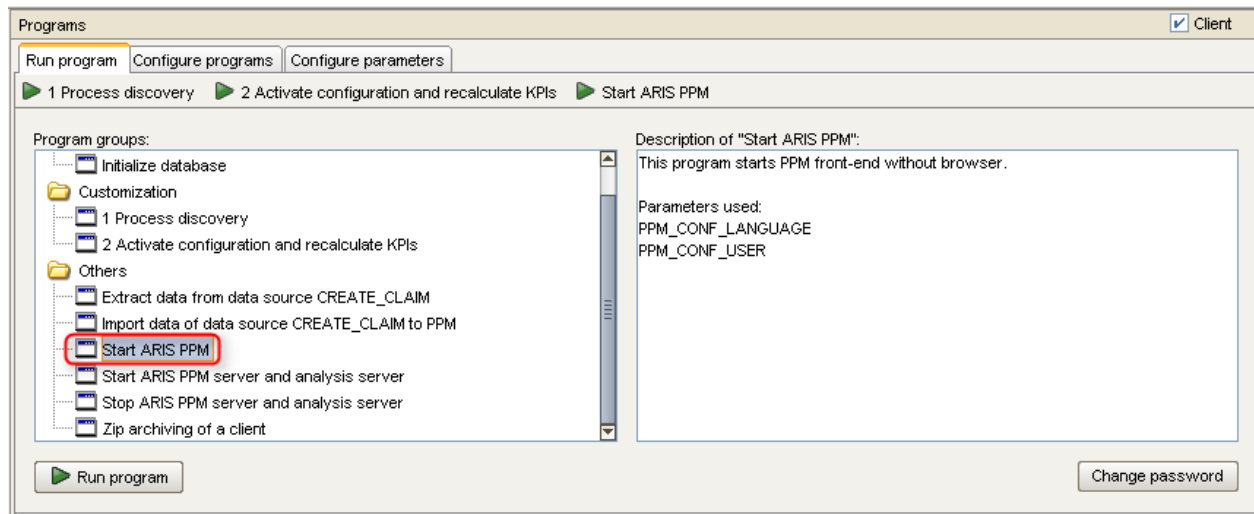 Programs
Client
Run program
Configure programs
Configure parameters
1 Process discovery
2 Activate configuration and recalculate KPIs
Start ARIS PPM
Program groups:
Initialize database
Customization
1 Process discovery
2 Activate configuration and recalculate KPIs
Others
Extract data from data source CREATE_CLAIM
Import data of data source CREATE_CLAIM to PPM
Start ARIS PPM
Start ARIS PPM server and analysis server
Stop ARIS PPM server and analysis server
Zip archiving of a client
Description of "Start ARIS PPM":
This program starts PPM front-end without browser.
Parameters used:
PPM_CONF_LANGUAGE
PPM_CONF_USER
Run program
Change password